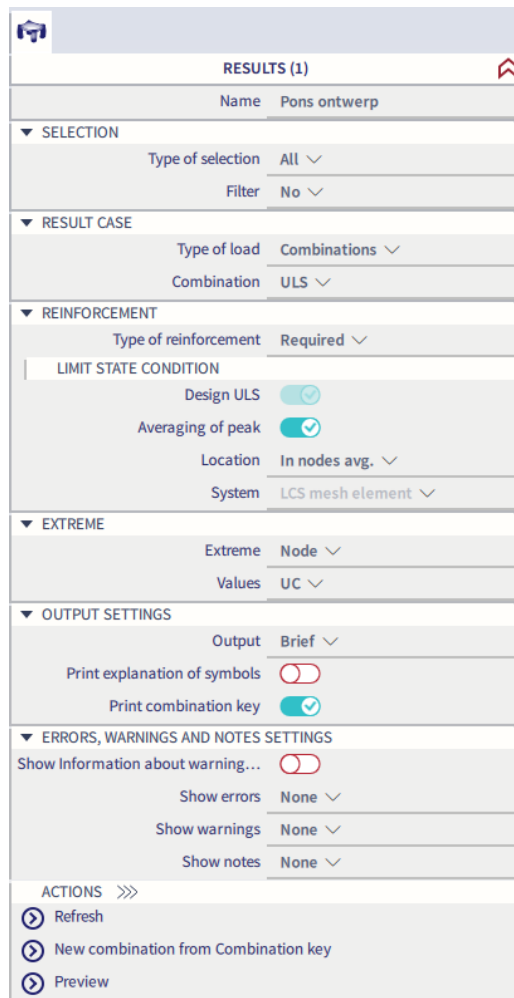 RESULTS (1)
Name Pons ontwerp
SELECTION
Type of selection All
Filter No
RESULT CASE
Type of load Combinations
Combination ULS
REINFORCEMENT
Type of reinforcement Required
LIMIT STATE CONDITION
Design ULS
Averaging of peak
Location In nodes avg.
System LCS mesh element
EXTREME
Extreme Node
Values UC
OUTPUT SETTINGS
Output Brief
Print explanation of symbols
Print combination key
ERRORS, WARNINGS AND NOTES SETTINGS
Show Information about warning...
Show errors None
Show warnings None
Show notes None
ACTIONS >>>
Refresh
New combination from Combination key
Preview